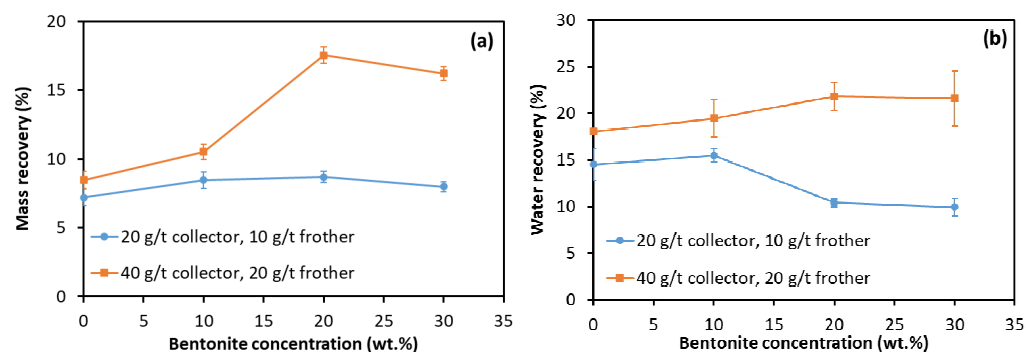 (a)
Mass recovery (%)
20
15
10
5
0
20 g/t collector, 10 g/t frother
40 g/t collector, 20 g/t frother
0 5 10 15 20 25 30 35
Bentonite concentration (wt.%)
(b)
Water recovery (%)
30
25
20
15
10
5
0
20 g/t collector, 10 g/t frother
40 g/t collector, 20 g/t frother
0 5 10 15 20 25 30 35
Bentonite concentration (wt.%)